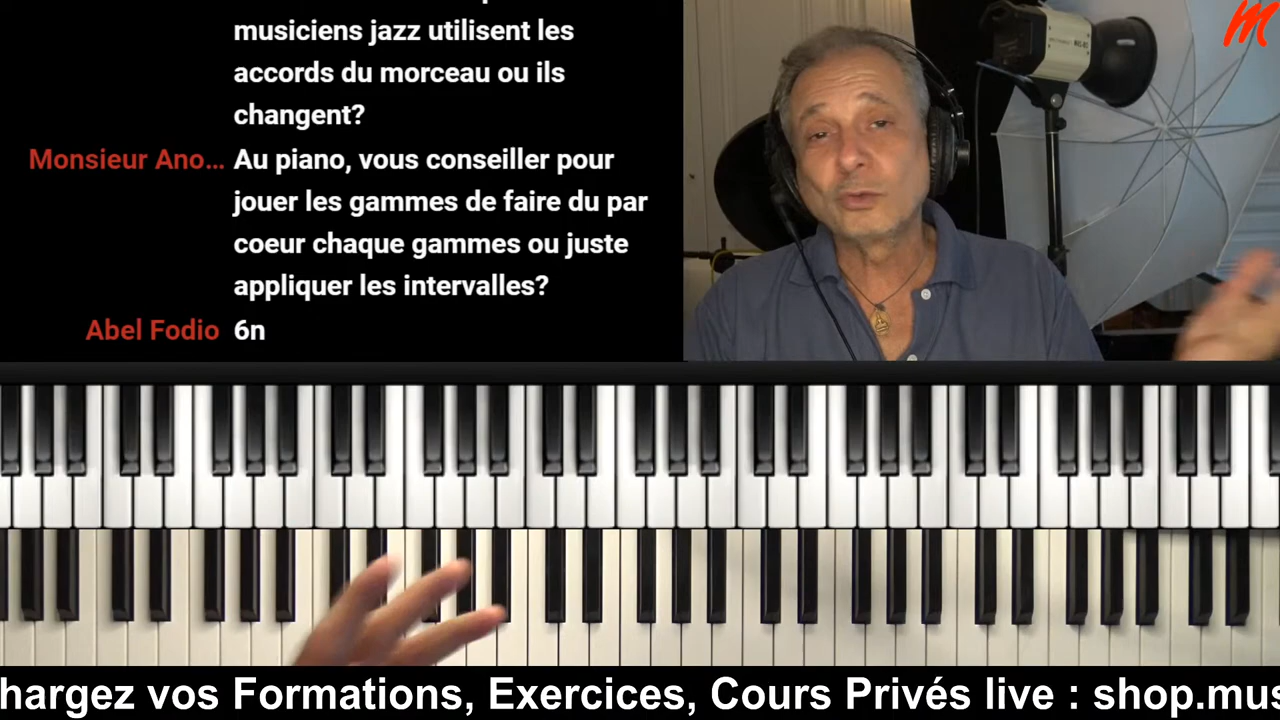 musiciens jazz utilisent les
accords du morceau ou ils
changent?
Monsieur Ano... Au piano, vous conseiller pour
jouer les gammes de faire du par
coeur chaque gammes ou juste
appliquer les intervalles?
Abel Fodio 6n
hargez vos Formations, Exercices, Cours Privés live : shop.mus